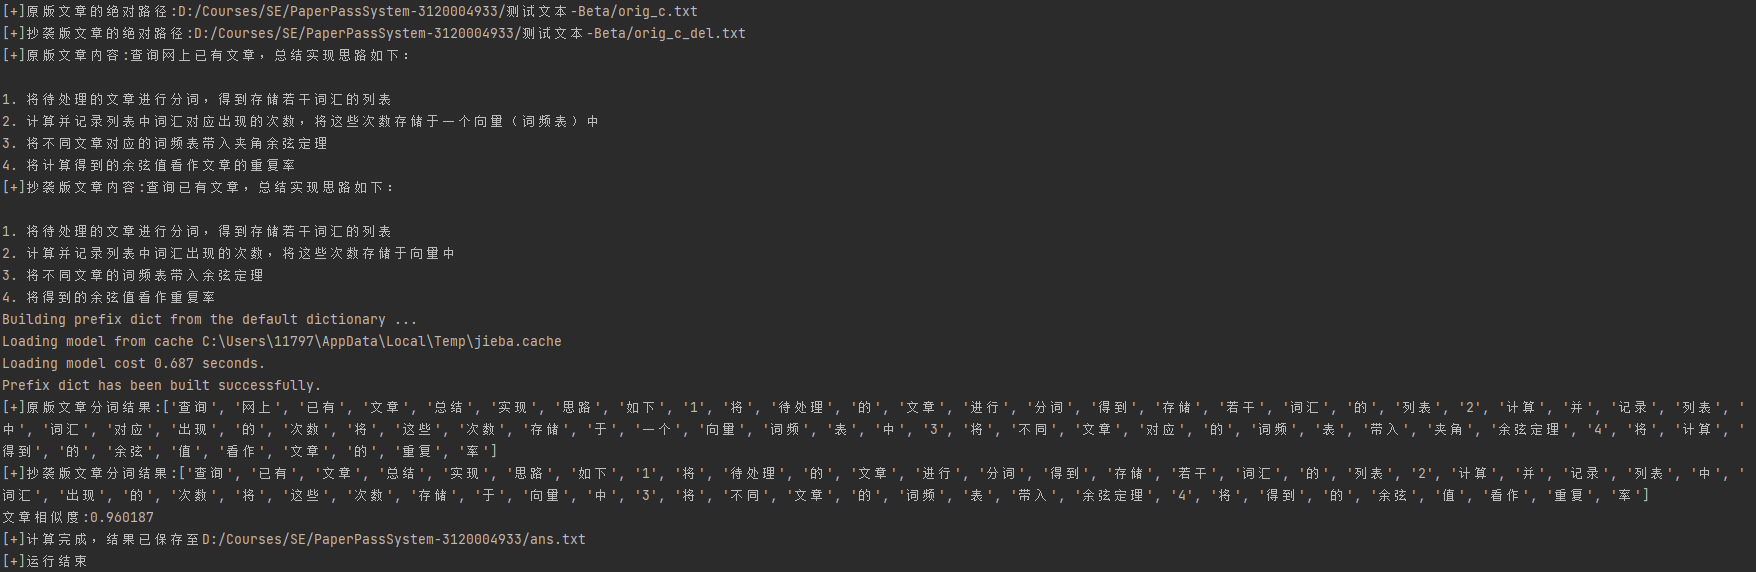 [+]原版文章的绝对路径:D:/Courses/SE/PaperPassSystem-3120004933/测试文本-Beta/orig_c.txt
[+]抄袭版文章的绝对路径:D:/Courses/SE/PaperPassSystem-3120004933/测试文本-Beta/orig_c_del.txt
[+]原版文章内容:查询网上已有文章，总结实现思路如下：
1. 将待处理的文章进行分词，得到存储若干词汇的列表
2. 计算并记录列表中词汇对应出现的次数，将这些次数存储于一个向量（词频表）中
3. 将不同文章对应的词频表带入夹角余弦定理
4. 将计算得到的余弦值看作文章的重复率
[+]抄袭版文章内容:查询已有文章，总结实现思路如下：
1. 将待处理的文章进行分词，得到存储若干词汇的列表
2. 计算并记录列表中词汇出现的次数，将这些次数存储于向量中
3. 将不同文章的词频表带入余弦定理
4. 将得到的余弦值看作重复率
Building prefix dict from the default dictionary ...
Loading model from cache C:\Users\11797\AppData\Local\Temp\jieba.cache
Loading model cost 0.687 seconds.
Prefix dict has been built successfully.
[+]原版文章分词结果:['查询', '网上', '已有', '文章', '总结', '实现', '思路', '如下', '1', '将', '待处理', '的', '文章', '进行', '分词', '得到', '存储', '若干', '词汇', '的', '列表', '2', '计算', '并', '记录', '列表', '
中', '词汇', '对应', '出现', '的', '次数', '将', '这些', '次数', '存储', '于', '一个', '向量', '词频', '表', '中', '3', '将', '不同', '文章', '对应', '的', '词频', '表', '带入', '夹角', '余弦定理', '4', '将', '计算', '
得到', '的', '余弦', '值', '看作', '文章', '的', '重复', '率']
[+]抄袭版文章分词结果:['查询', '已有', '文章', '总结', '实现', '思路', '如下', '1', '将', '待处理', '的', '文章', '进行', '分词', '得到', '存储', '若干', '词汇', '的', '列表', '2', '计算', '并', '记录', '列表', '中', '
词汇', '出现', '的', '次数', '将', '这些', '次数', '存储', '于', '向量', '中', '3', '将', '不同', '文章', '的', '词频', '表', '带入', '余弦定理', '4', '将', '得到', '的', '余弦', '值', '看作', '重复', '率']
文章相似度:0.960187
[+]计算完成，结果已保存至D:/Courses/SE/PaperPassSystem-3120004933/ans.txt
[+]运行结束